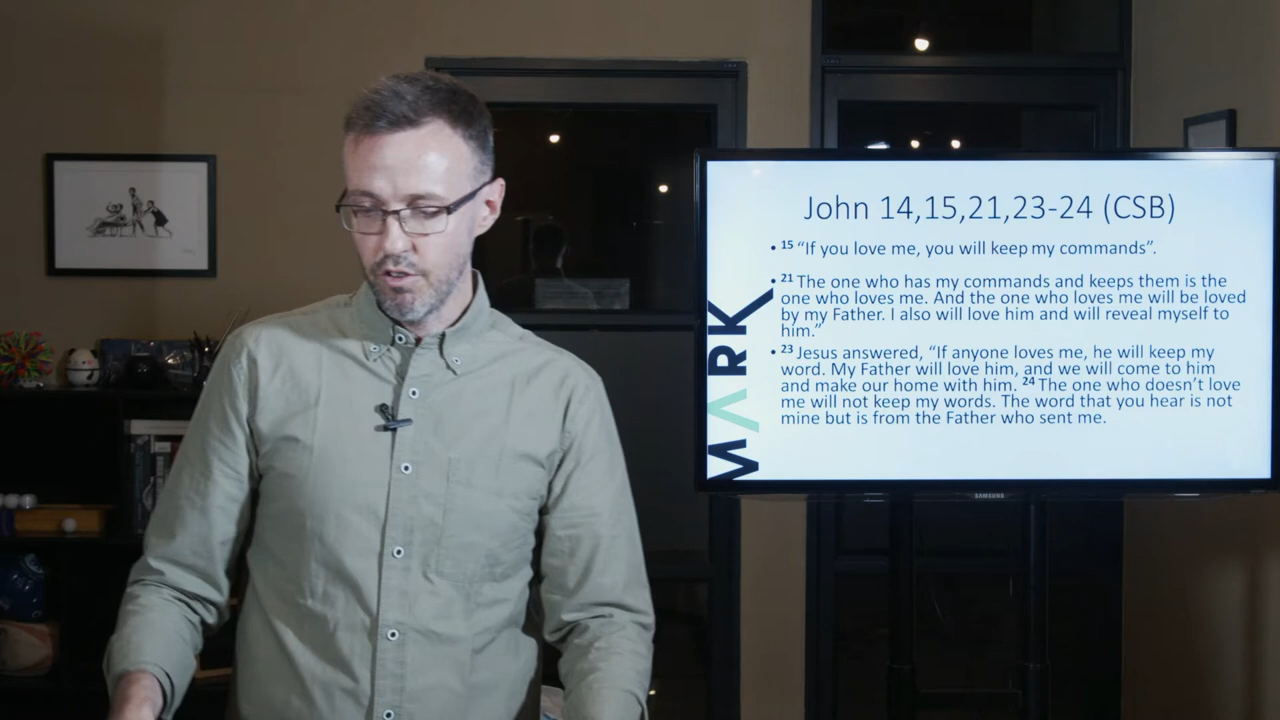 John 14,15,21,23-24 (CSB)
• ¹⁵ “If you love me, you will keep my commands”.
• ²¹ The one who has my commands and keeps them is the
one who loves me. And the one who loves me will be loved
by my Father. I also will love him and will reveal myself to
him.”
• ²³ Jesus answered, “If anyone loves me, he will keep my
word. My Father will love him, and we will come to him
and make our home with him. ²⁴ The one who doesn’t love
me will not keep my words. The word that you hear is not
mine but is from the Father who sent me.
MARK
SAMSUNG